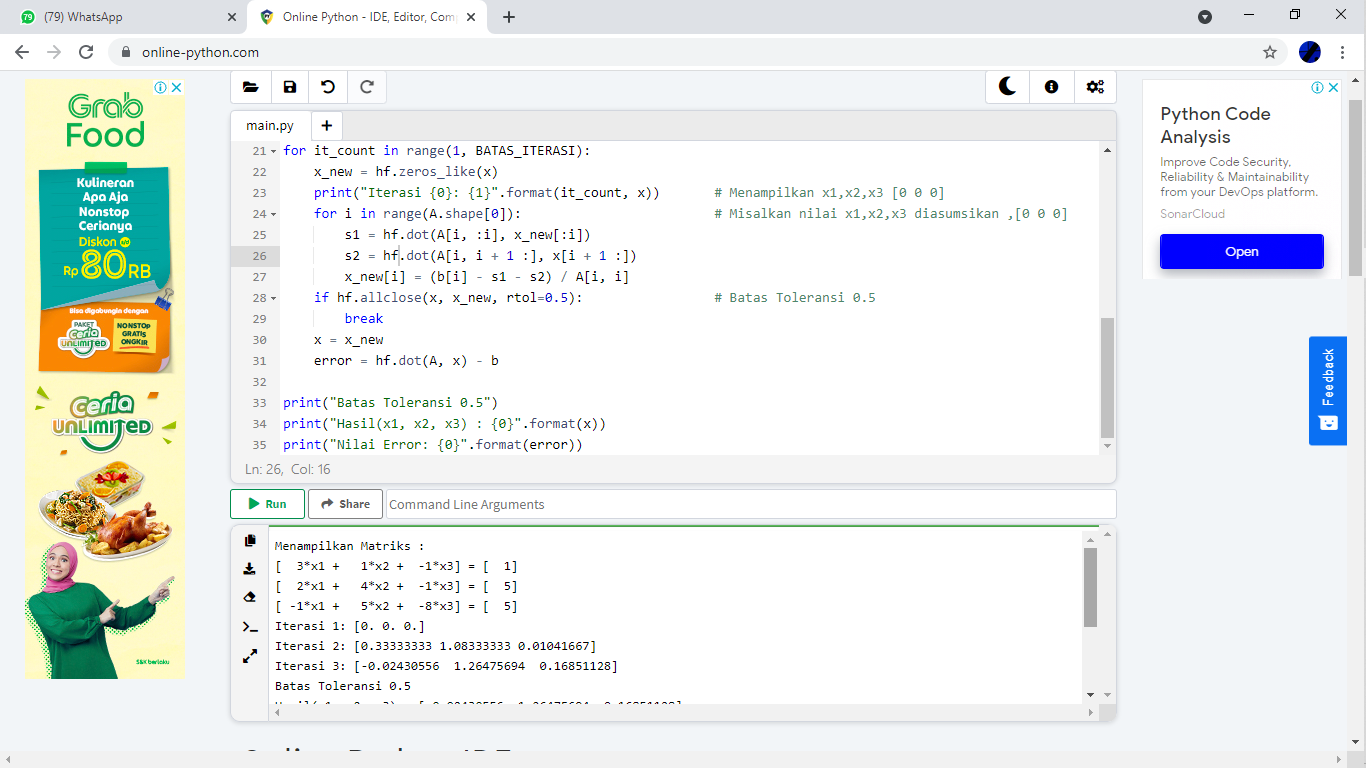 (79) WhatsApp
Online Python - IDE, Editor, Com
online-python.com
Grab
Food
Kulineran
Apa Aja
Nonstop
Cerianya
Diskon s/d
Rp 80 RB
Bisa digabungin dengan
PAKET
Ceria
UNLIMITED
NONSTOP
GRATIS
ONGKIR
Ceria
UNLIMITED
S&K berlaku
main.py
21 for it_count in range(1, BATAS_ITERASI):
22 x_new = hf.zeros_like(x)
23 print("Iterasi {0}: {1}".format(it_count, x)) # Menampilkan x1,x2,x3 [0 0 0]
24 for i in range(A.shape[0]): # Misalkan nilai x1,x2,x3 diasumsikan ,[0 0 0]
25 s1 = hf.dot(A[i, :i], x_new[:i])
26 s2 = hf.dot(A[i, i + 1 :], x[i + 1 :])
27 x_new[i] = (b[i] - s1 - s2) / A[i, i]
28 if hf.allclose(x, x_new, rtol=0.5): # Batas Toleransi 0.5
29 break
30 x = x_new
31 error = hf.dot(A, x) - b
32
33 print("Batas Toleransi 0.5")
34 print("Hasil(x1, x2, x3) : {0}".format(x))
35 print("Nilai Error: {0}".format(error))
Ln: 26, Col: 16
Run
Share
Command Line Arguments
Menampilkan Matriks :
[  3*x1 +   1*x2 +  -1*x3] = [  1]
[  2*x1 +   4*x2 +  -1*x3] = [  5]
[ -1*x1 +   5*x2 +  -8*x3] = [  5]
Iterasi 1: [0. 0. 0.]
Iterasi 2: [0.33333333 1.08333333 0.01041667]
Iterasi 3: [-0.02430556  1.26475694  0.16851128]
Batas Toleransi 0.5
Python Code
Analysis
Improve Code Security,
Reliability & Maintainability
from your DevOps platform.
SonarCloud
Open
Feedback